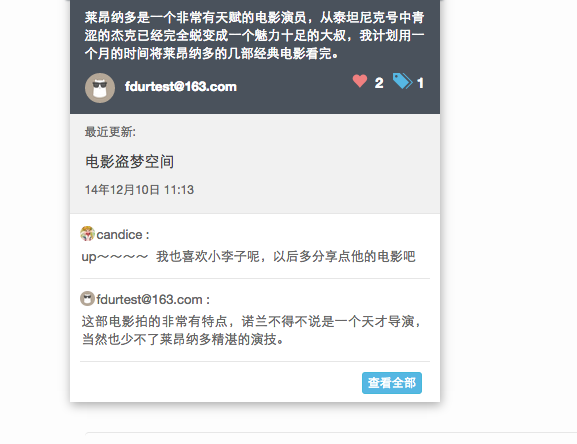 莱昂纳多是一个非常有天赋的电影演员，从泰坦尼克号中青
涩的杰克已经完全蜕变成一个魅力十足的大叔，我计划用一
个月的时间将莱昂纳多的几部经典电影看完。
fdurtest@163.com 2 1
最近更新:
电影盗梦空间
14年12月10日 11:13
candice :
up～～～～ 我也喜欢小李子呢，以后多分享点他的电影吧
fdurtest@163.com :
这部电影拍的非常有特点，诺兰不得不说是一个天才导演，
当然也少不了莱昂纳多精湛的演技。
查看全部